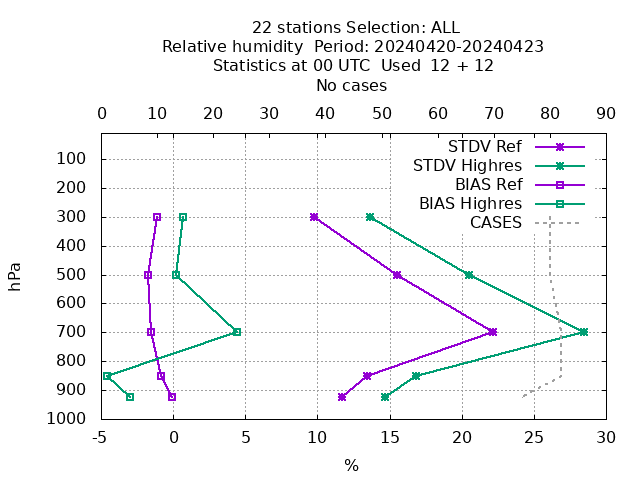 22 stations Selection: ALL
Relative humidity  Period: 20240420-20240423
Statistics at 00 UTC  Used  12 + 12
No cases
0 10 20 30 40 50 60 70 80 90
STDV Ref
STDV Highres
BIAS Ref
BIAS Highres
CASES
hPa
100
200
300
400
500
600
700
800
900
1000
-5 0 5 10 15 20 25 30
%